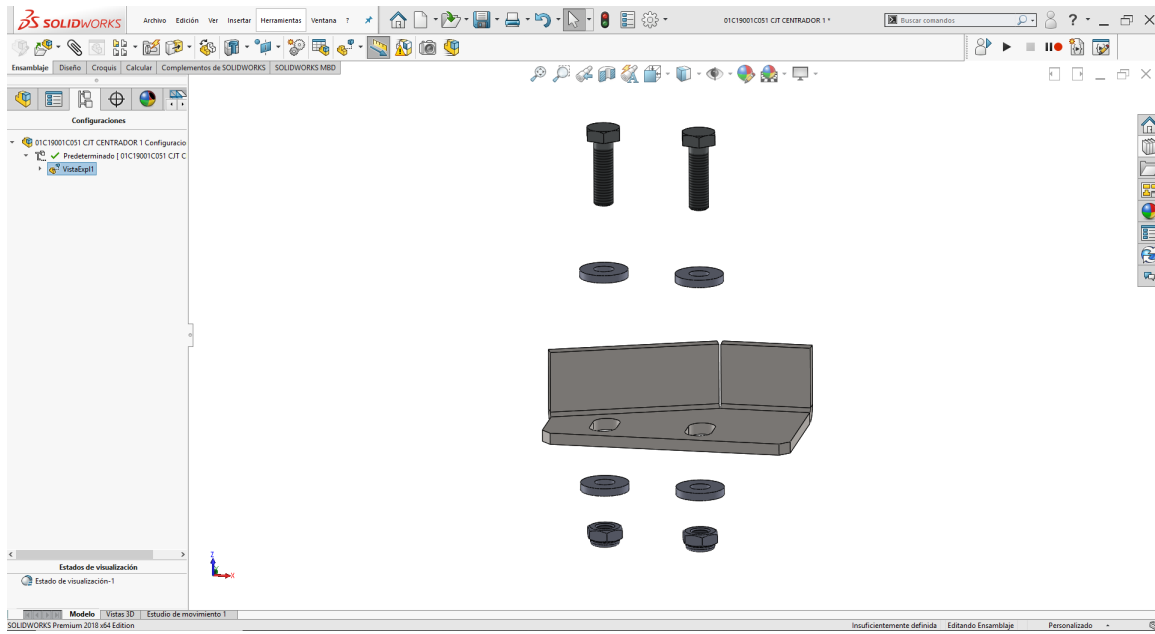 SOLIDWORKS Archivo Edición Ver Insertar Herramientas Ventana ? 01C19001C051 CJT CENTRADOR 1 * Buscar comandos ?
Ensamblaje Diseño Croquis Calcular Complementos de SOLIDWORKS SOLIDWORKS MBD
Configuraciones
01C19001C051 CJT CENTRADOR 1 Configuracio
Predeterminado [ 01C19001C051 CJT C
VistaExpl1
Z
X
Estados de visualización
Estado de visualización-1
Modelo Vistas 3D Estudio de movimiento 1
SOLIDWORKS Premium 2018 x64 Edition Insuficientemente definida Editando Ensamblaje Personalizado